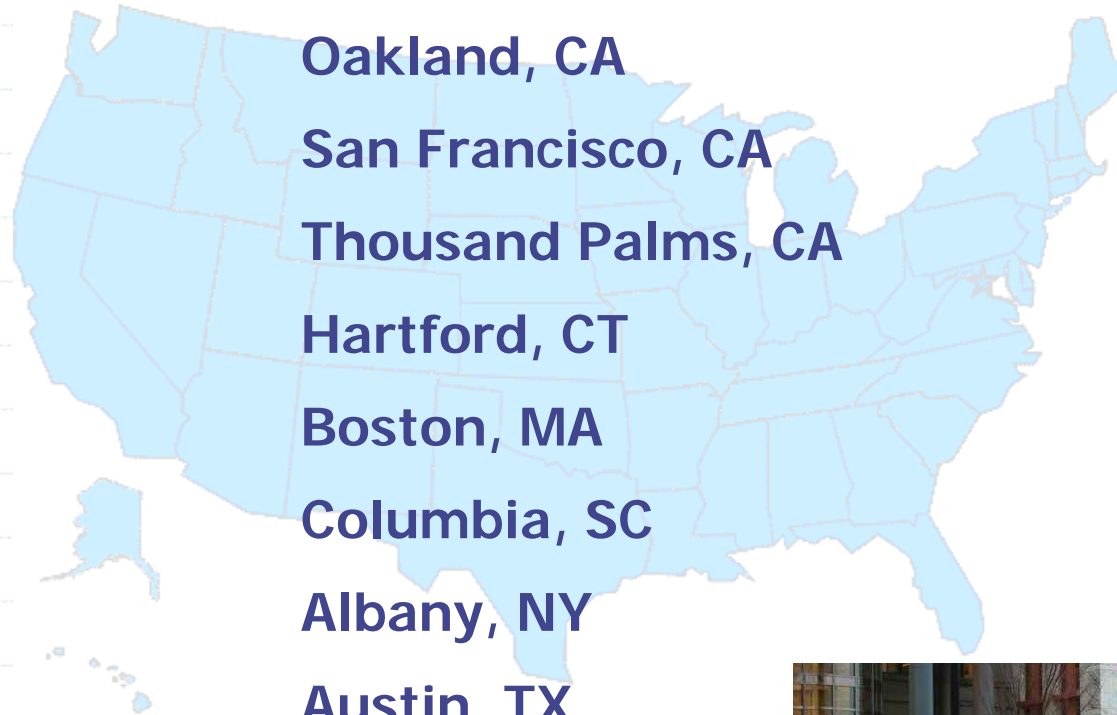 Oakland, CA
San Francisco, CA
Thousand Palms, CA
Hartford, CT
Boston, MA
Columbia, SC
Albany, NY
Austin, TX